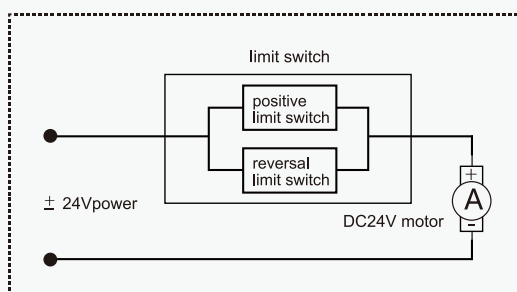 limit switch
positive
limit switch
reversal
limit switch
± 24Vpower
DC24V motor
+
A
-